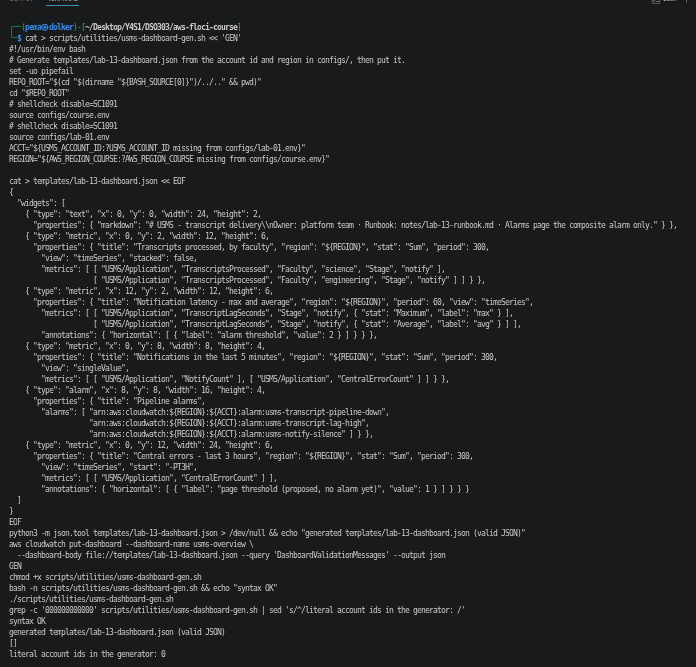 ┌──(pema㉿dolker)-[~/Desktop/Y4S1/DSO303/aws-floci-course]
└─$ cat > scripts/utilities/usms-dashboard-gen.sh << 'GEN'
#!/usr/bin/env bash
# Generate templates/lab-13-dashboard.json from the account id and region in configs/, then put it.
set -uo pipefail
REPO_ROOT="$(cd "$(dirname "${BASH_SOURCE[0]}")/../.." && pwd)"
cd "$REPO_ROOT"
# shellcheck disable=SC1091
source configs/course.env
# shellcheck disable=SC1091
source configs/lab-01.env
ACCT="${USMS_ACCOUNT_ID:?USMS_ACCOUNT_ID missing from configs/lab-01.env}"
REGION="${AWS_REGION_COURSE:?AWS_REGION_COURSE missing from configs/course.env}"

cat > templates/lab-13-dashboard.json << EOF
{
  "widgets": [
    { "type": "text", "x": 0, "y": 0, "width": 24, "height": 2,
      "properties": { "markdown": "# USMS - transcript delivery\\nOwner: platform team · Runbook: notes/lab-13-runbook.md · Alarms page the composite alarm only." } },
    { "type": "metric", "x": 0, "y": 2, "width": 12, "height": 6,
      "properties": { "title": "Transcripts processed, by faculty", "region": "${REGION}", "stat": "Sum", "period": 300,
        "view": "timeSeries", "stacked": false,
        "metrics": [ [ "USMS/Application", "TranscriptsProcessed", "Faculty", "science", "Stage", "notify" ],
                     [ "USMS/Application", "TranscriptsProcessed", "Faculty", "engineering", "Stage", "notify" ] ] } },
    { "type": "metric", "x": 12, "y": 2, "width": 12, "height": 6,
      "properties": { "title": "Notification latency - max and average", "region": "${REGION}", "period": 60, "view": "timeSeries",
        "metrics": [ [ "USMS/Application", "TranscriptLagSeconds", "Stage", "notify", { "stat": "Maximum", "label": "max" } ],
                     [ "USMS/Application", "TranscriptLagSeconds", "Stage", "notify", { "stat": "Average", "label": "avg" } ] ],
        "annotations": { "horizontal": [ { "label": "alarm threshold", "value": 2 } ] } } },
    { "type": "metric", "x": 0, "y": 8, "width": 8, "height": 4,
      "properties": { "title": "Notifications in the last 5 minutes", "region": "${REGION}", "stat": "Sum", "period": 300,
        "view": "singleValue",
        "metrics": [ [ "USMS/Application", "NotifyCount" ], [ "USMS/Application", "CentralErrorCount" ] ] } },
    { "type": "alarm", "x": 8, "y": 8, "width": 16, "height": 4,
      "properties": { "title": "Pipeline alarms",
        "alarms": [ "arn:aws:cloudwatch:${REGION}:${ACCT}:alarm:usms-transcript-pipeline-down",
                    "arn:aws:cloudwatch:${REGION}:${ACCT}:alarm:usms-transcript-lag-high",
                    "arn:aws:cloudwatch:${REGION}:${ACCT}:alarm:usms-notify-silence" ] } },
    { "type": "metric", "x": 0, "y": 12, "width": 24, "height": 6,
      "properties": { "title": "Central errors - last 3 hours", "region": "${REGION}", "stat": "Sum", "period": 300,
        "view": "timeSeries", "start": "-PT3H",
        "metrics": [ [ "USMS/Application", "CentralErrorCount" ] ],
        "annotations": { "horizontal": [ { "label": "page threshold (proposed, no alarm yet)", "value": 1 } ] } } }
  ]
}
EOF
python3 -m json.tool templates/lab-13-dashboard.json > /dev/null && echo "generated templates/lab-13-dashboard.json (valid JSON)"
aws cloudwatch put-dashboard --dashboard-name usms-overview \
  --dashboard-body file://templates/lab-13-dashboard.json --query 'DashboardValidationMessages' --output json
GEN
chmod +x scripts/utilities/usms-dashboard-gen.sh
bash -n scripts/utilities/usms-dashboard-gen.sh && echo "syntax OK"
./scripts/utilities/usms-dashboard-gen.sh
grep -c '000000000000' scripts/utilities/usms-dashboard-gen.sh | sed 's/^/literal account ids in the generator: /'
syntax OK
generated templates/lab-13-dashboard.json (valid JSON)
[]
literal account ids in the generator: 0